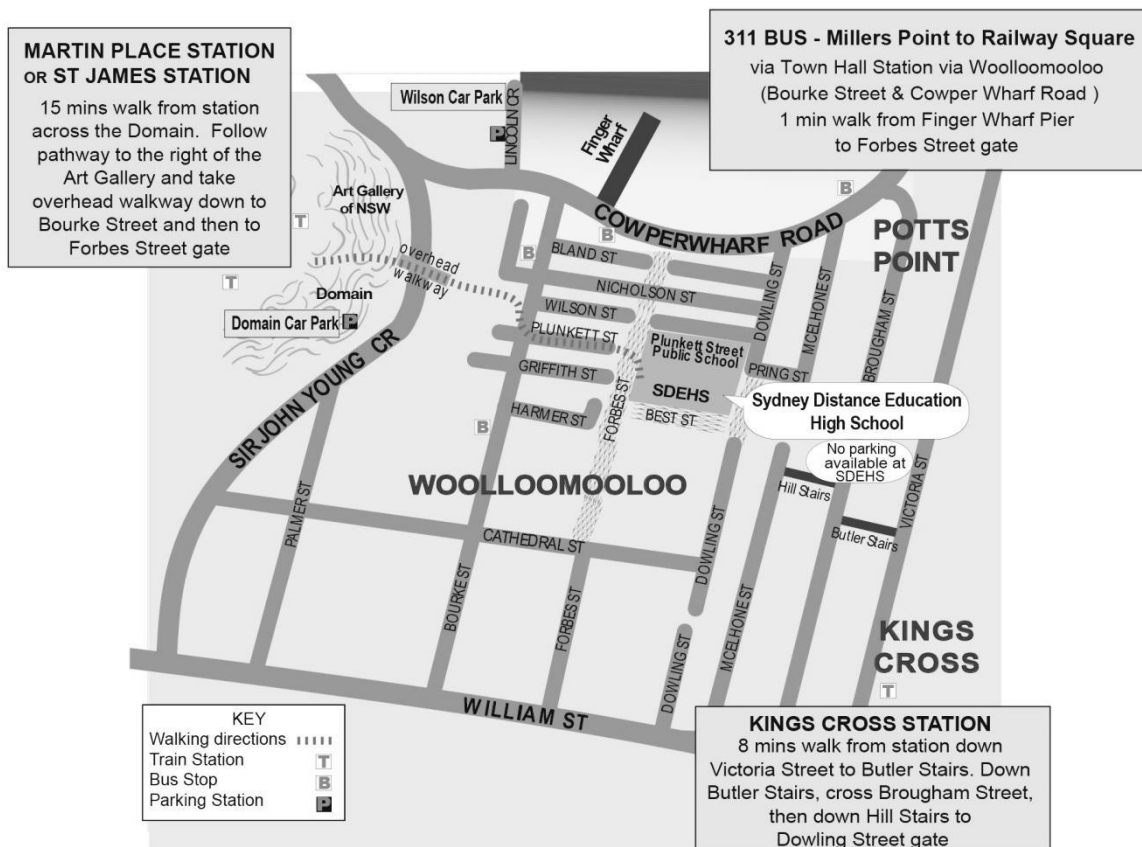 MARTIN PLACE STATION
OR ST JAMES STATION
15 mins walk from station
across the Domain. Follow
pathway to the right of the
Art Gallery and take
overhead walkway down to
Bourke Street and then to
Forbes Street gate
311 BUS - Millers Point to Railway Square
via Town Hall Station via Woolloomooloo
(Bourke Street & Cowper Wharf Road )
1 min walk from Finger Wharf Pier
to Forbes Street gate
Wilson Car Park
P
LINCOLN CR
Finger
Wharf
Art Gallery
of NSW
T
B
COWPERWHARF ROAD
POTTS
POINT
B
B
BLAND ST
overhead
walkway
NICHOLSON ST
T
Domain
Domain Car Park
P
WILSON ST
PLUNKETT ST
GRIFFITH ST
HARMER ST
B
FORBES ST
Plunkett Street
Public School
SDEHS
BEST ST
DOWLING ST
MCELHONE ST
BROUGHAM ST
PRING ST
Sydney Distance Education
High School
No parking
available at
SDEHS
VICTORIA ST
SIR JOHN YOUNG CR
WOOLLOOMOOLOO
Hill Stairs
Butler Stairs
PALMER ST
CATHEDRAL ST
BOURKE ST
FORBES ST
DOWLING ST
DOWLING ST
MCELHONE ST
KINGS
CROSS
T
WILLIAM ST
KEY
Walking directions
Train Station T
Bus Stop B
Parking Station P
KINGS CROSS STATION
8 mins walk from station down
Victoria Street to Butler Stairs. Down
Butler Stairs, cross Brougham Street,
then down Hill Stairs to
Dowling Street gate